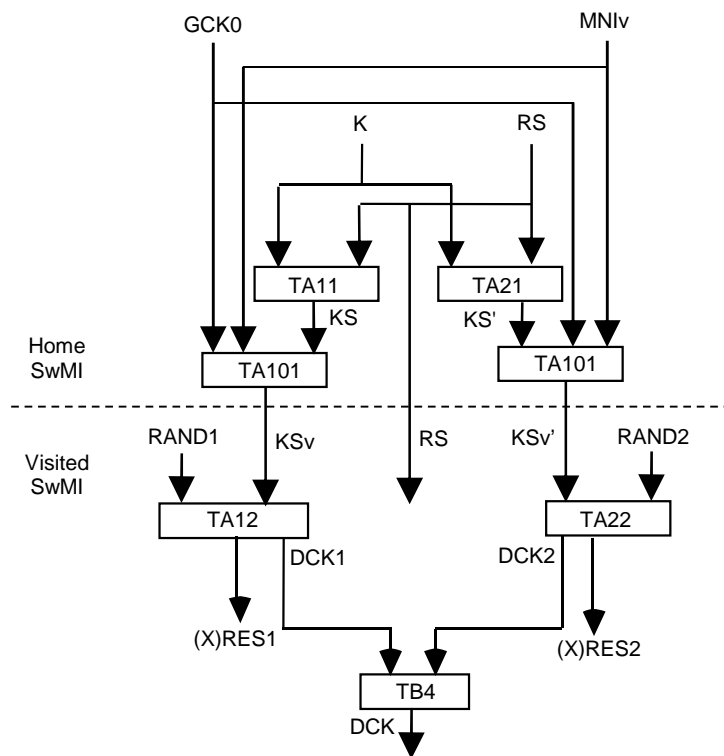 GCK0
MNIv
K
RS
TA11
TA21
KS
KS'
Home
SwMI
TA101
TA101
Visited
SwMI
RAND1
KSv
RS
KSv’
RAND2
TA12
TA22
DCK1
DCK2
(X)RES1
(X)RES2
TB4
DCK